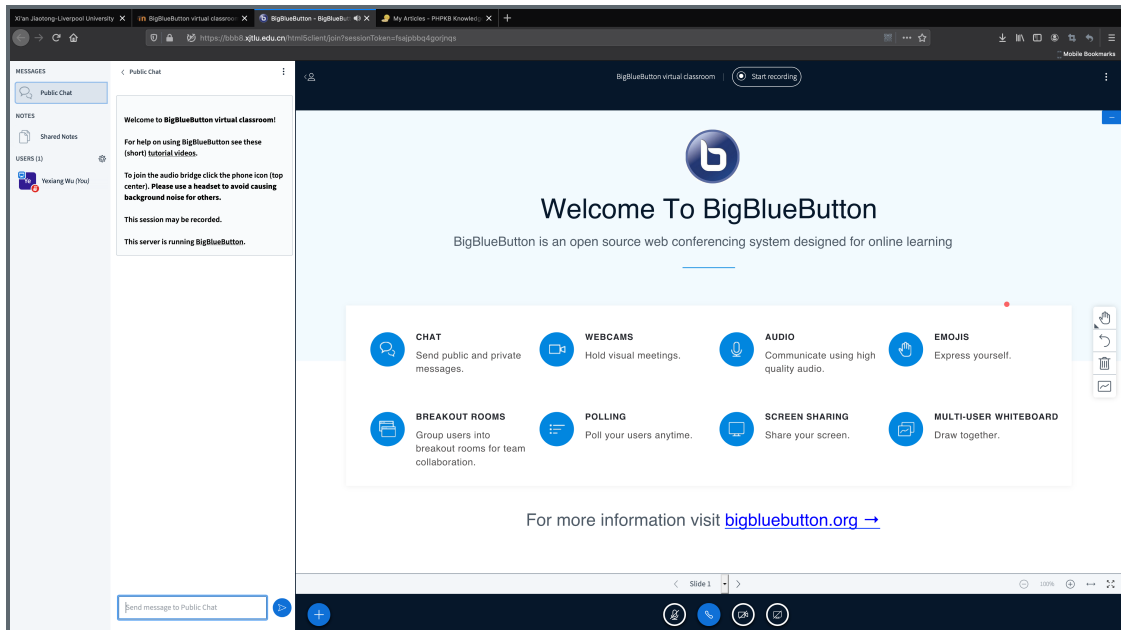 Xi'an Jiaotong-Liverpool University
BigBlueButton virtual classroo
BigBlueButton - BigBlueBut
My Articles - PHPKB Knowledg
https://bbb8.xjtlu.edu.cn/html5client/join?sessionToken=fsajpbbq4gorjnqs
Mobile Bookmarks
MESSAGES
Public Chat
NOTES
Shared Notes
USERS (1)
Ye
Yexiang Wu (You)
Public Chat
Welcome to BigBlueButton virtual classroom!
For help on using BigBlueButton see these
(short) tutorial videos.
To join the audio bridge click the phone icon (top
center). Please use a headset to avoid causing
background noise for others.
This session may be recorded.
This server is running BigBlueButton.
Send message to Public Chat
BigBlueButton virtual classroom
Start recording
Welcome To BigBlueButton
BigBlueButton is an open source web conferencing system designed for online learning
CHAT
Send public and private
messages.
WEBCAMS
Hold visual meetings.
AUDIO
Communicate using high
quality audio.
EMOJIS
Express yourself.
BREAKOUT ROOMS
Group users into
breakout rooms for team
collaboration.
POLLING
Poll your users anytime.
SCREEN SHARING
Share your screen.
MULTI-USER WHITEBOARD
Draw together.
For more information visit bigbluebutton.org →
Slide 1
100%